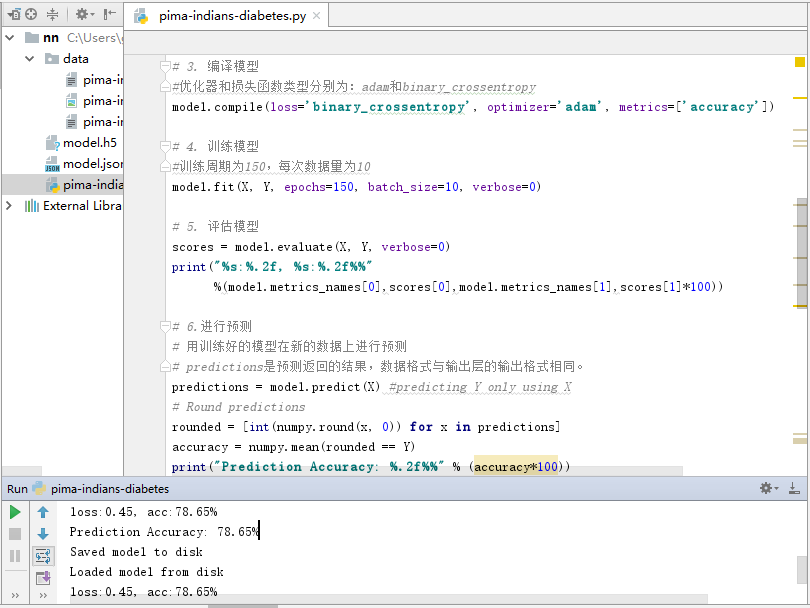 pima-indians-diabetes.py
nn C:\Users\
data
pima-in
pima-in
pima-in
model.h5
model.json
pima-india
External Libra
# 3. 编译模型
#优化器和损失函数类型分别为：adam和binary_crossentropy
model.compile(loss='binary_crossentropy', optimizer='adam', metrics=['accuracy'])
# 4. 训练模型
#训练周期为150，每次数据量为10
model.fit(X, Y, epochs=150, batch_size=10, verbose=0)
# 5. 评估模型
scores = model.evaluate(X, Y, verbose=0)
print("%s:%.2f, %s:%.2f%%"
%(model.metrics_names[0],scores[0],model.metrics_names[1],scores[1]*100))
# 6.进行预测
# 用训练好的模型在新的数据上进行预测
# predictions是预测返回的结果，数据格式与输出层的输出格式相同。
predictions = model.predict(X) #predicting Y only using X
# Round predictions
rounded = [int(numpy.round(x, 0)) for x in predictions]
accuracy = numpy.mean(rounded == Y)
print("Prediction Accuracy: %.2f%%" % (accuracy*100))
Run pima-indians-diabetes
loss:0.45, acc:78.65%
Prediction Accuracy: 78.65%
Saved model to disk
Loaded model from disk
loss:0.45, acc:78.65%